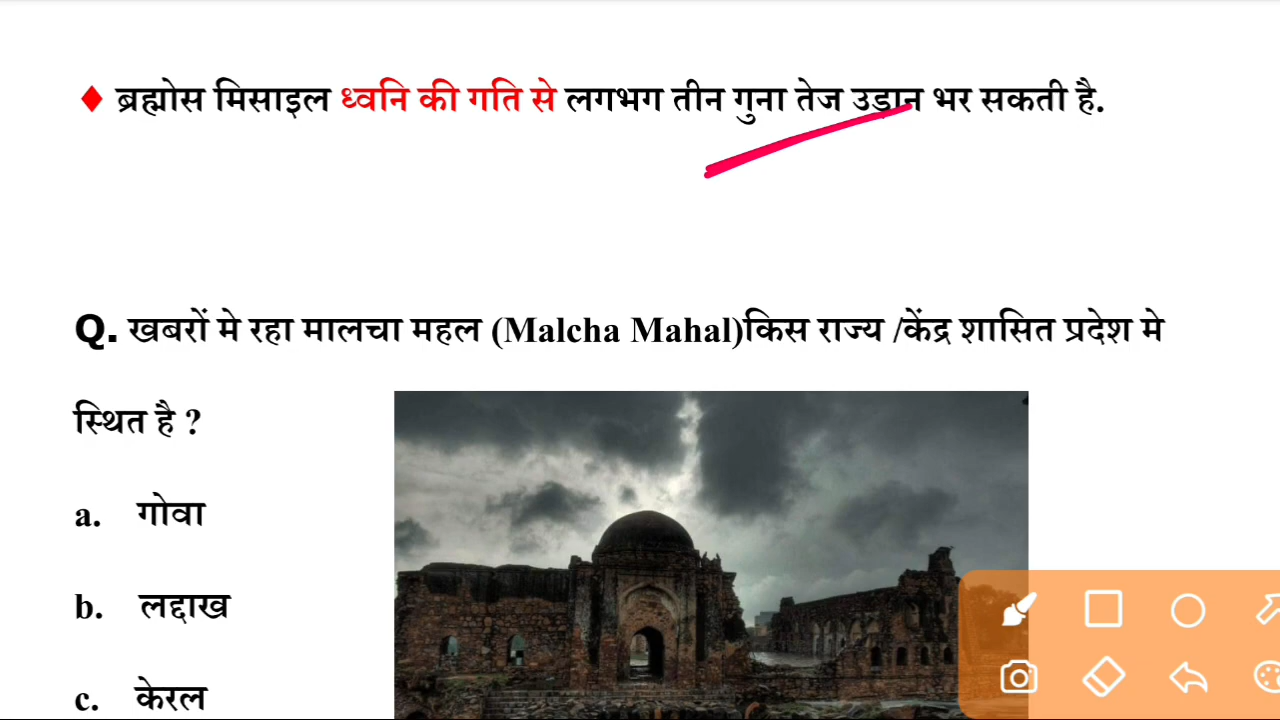 ♦ ब्रह्मोस मिसाइल ध्वनि की गति से लगभग तीन गुना तेज उड़ान भर सकती है.
Q. खबरों मे रहा मालचा महल (Malcha Mahal)किस राज्य /केंद्र शासित प्रदेश मे
स्थित है ?
a. गोवा
b. लद्दाख
c. केरल